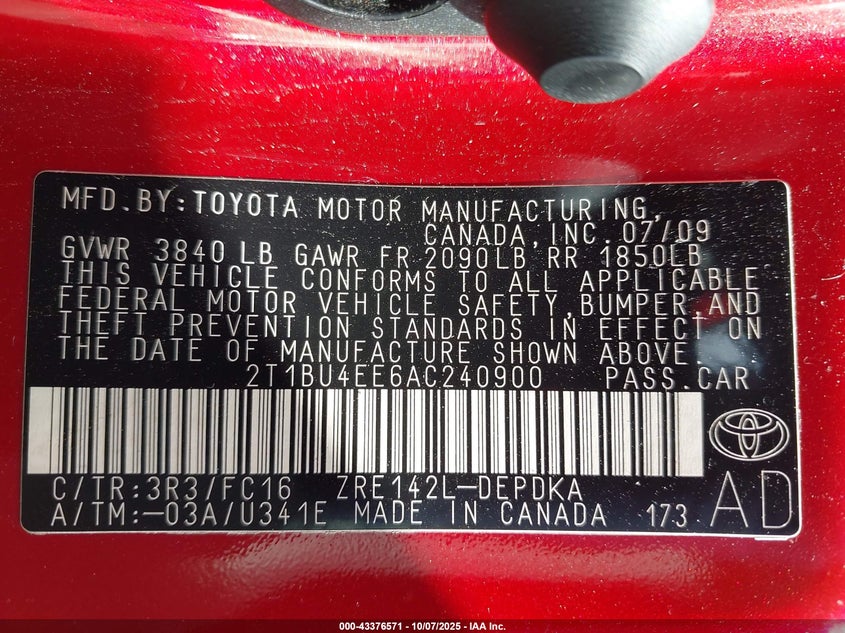 MFD.BY:TOYOTA MOTOR MANUFACTURING,
CANADA,INC.07/09
GVWR 3840 LB GAWR FR 2090LB RR 1850LB
THIS VEHICLE CONFORMS TO ALL APPLICABLE
FEDERAL MOTOR VEHICLE SAFETY,BUMPER,AND
THEFT PREVENTION STANDARDS IN EFFECT ON
THE DATE OF MANUFACTURE SHOWN ABOVE.
2T1BU4EE6AC240900 PASS.CAR
C/TR:3R3/FC16 ZRE142L-DEPDKA
A/TM:-03A/U341E MADE IN CANADA 173 AD
000-43376571 | 10/07/2025 - IAA Inc.